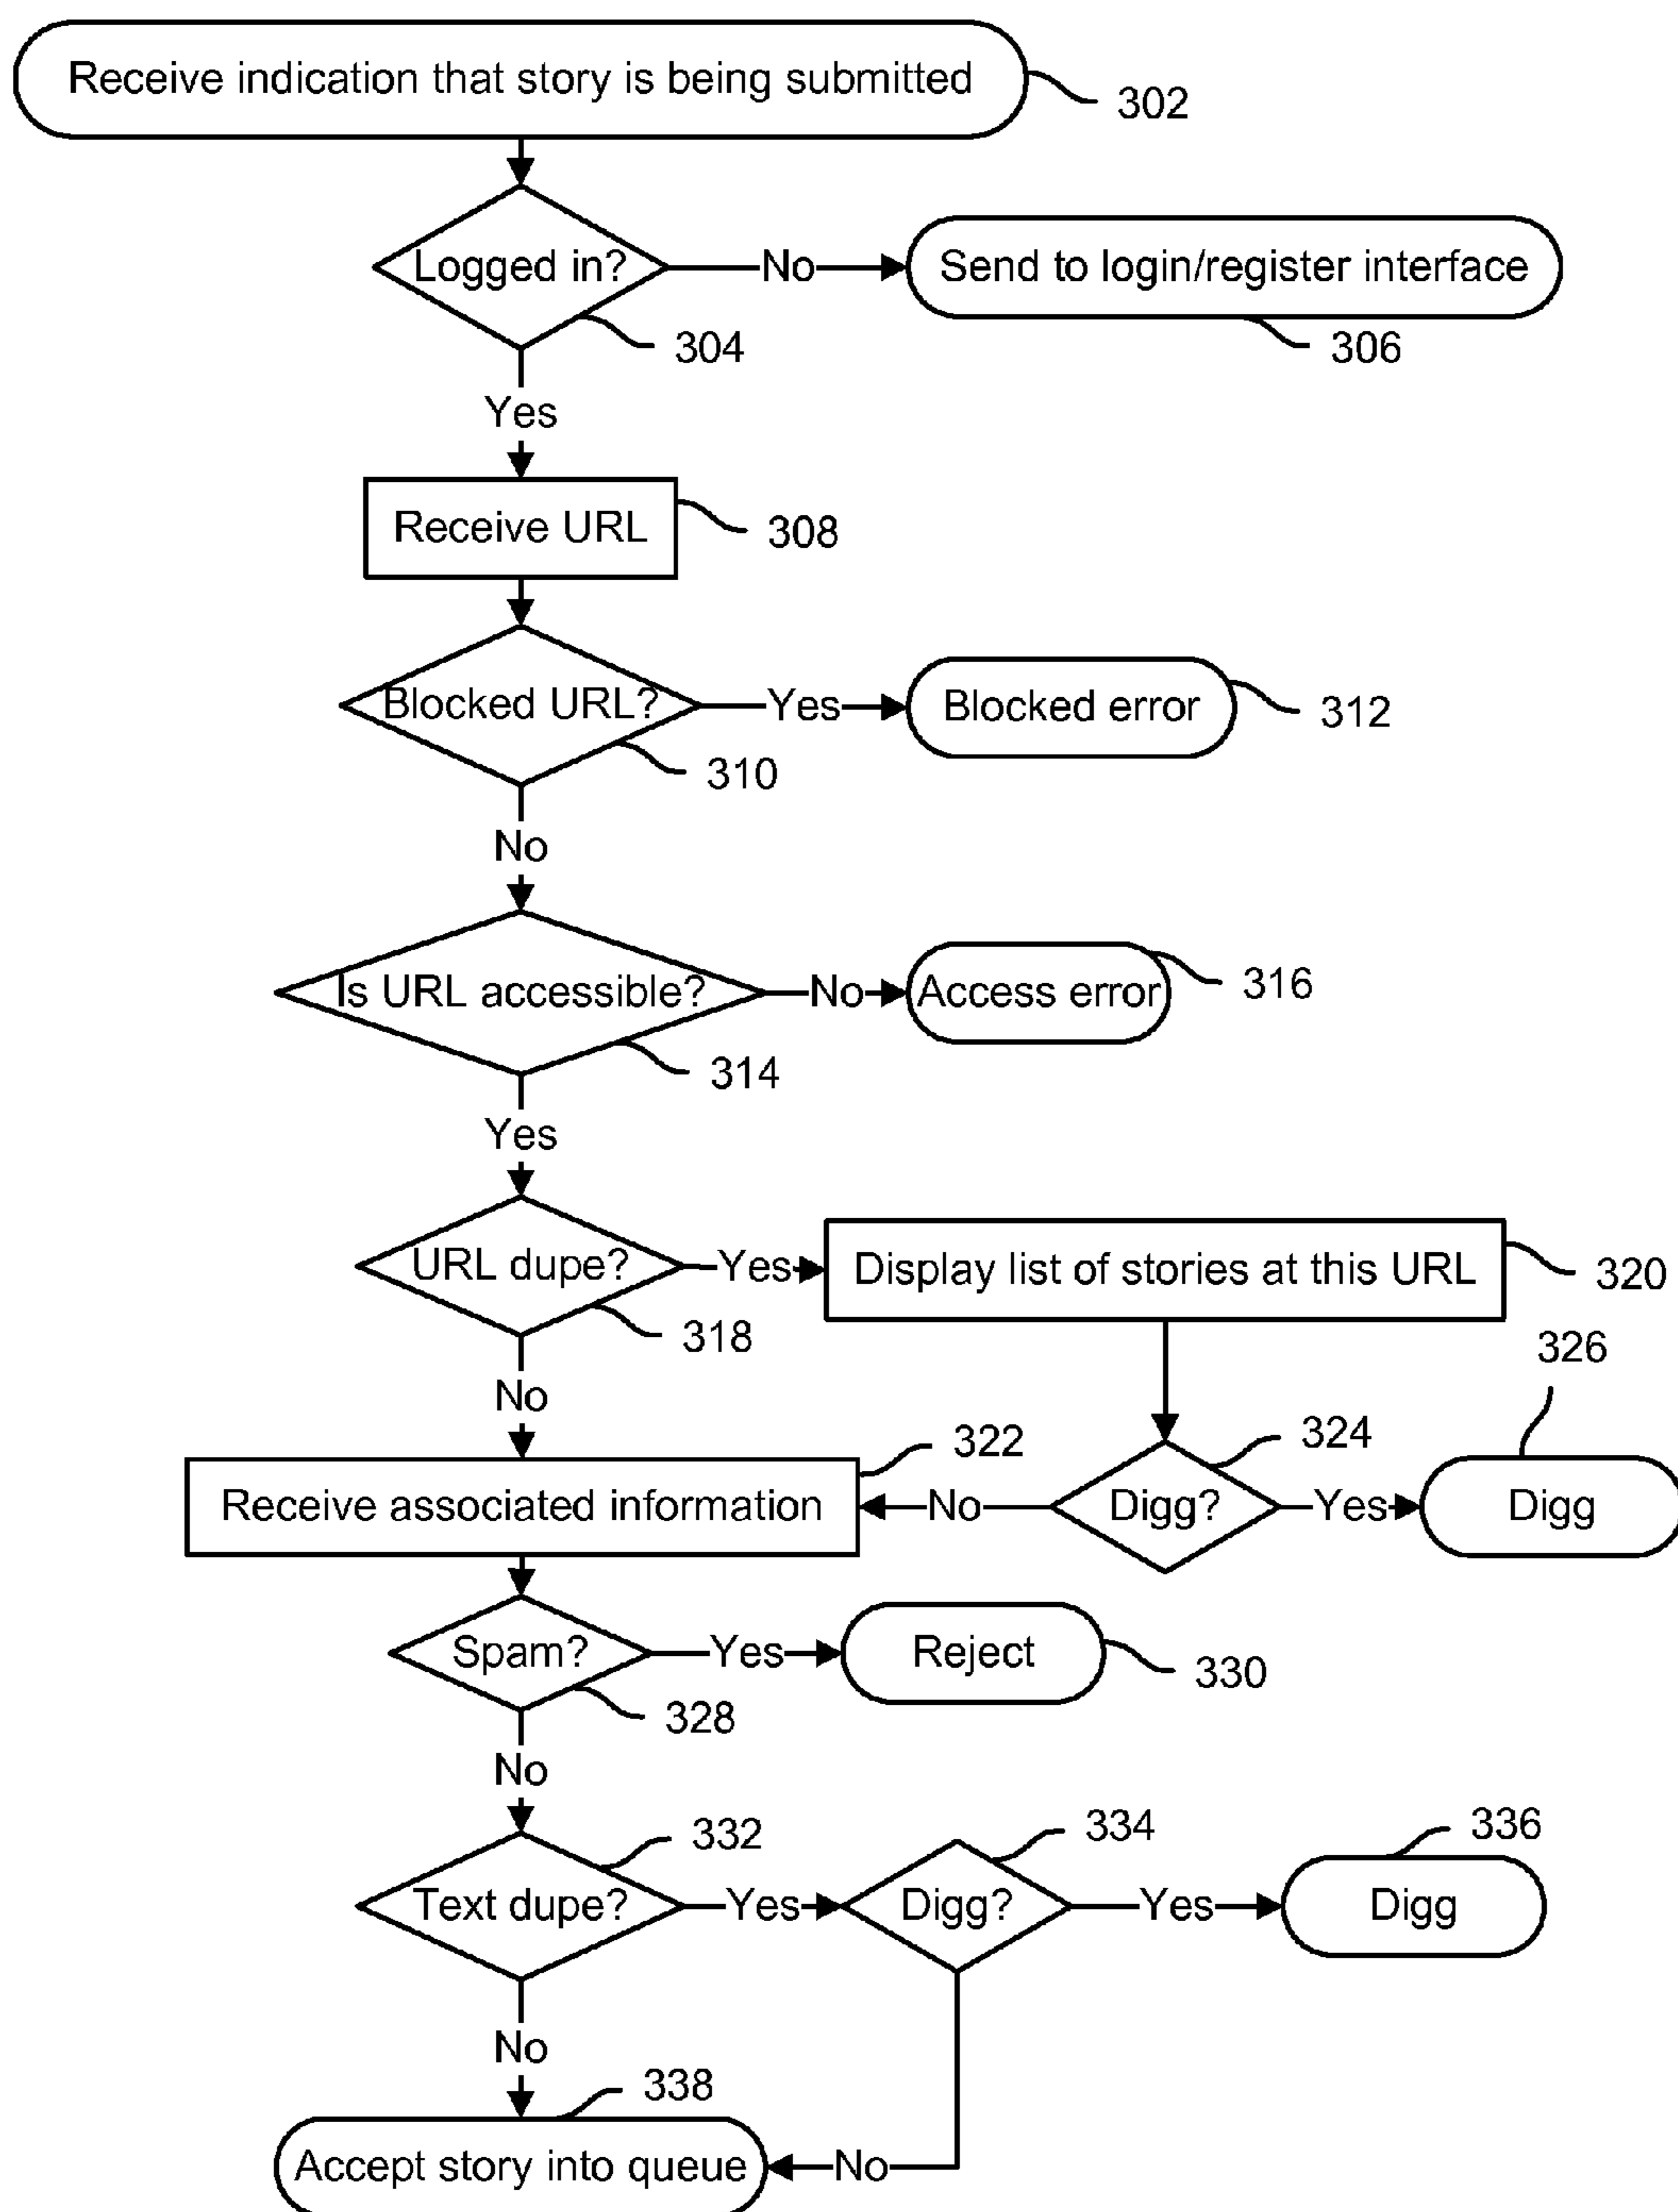 Receive indication that story is being submitted
302
Logged in?
No
Send to login/register interface
304
306
Yes
Receive URL
308
Blocked URL?
Yes
Blocked error
312
310
No
Is URL accessible?
No
Access error
316
314
Yes
URL dupe?
Yes
Display list of stories at this URL
320
318
326
No
322
324
Receive associated information
No
Digg?
Yes
Digg
Spam?
Yes
Reject
330
328
No
332
334
336
Text dupe?
Yes
Digg?
Yes
Digg
No
338
Accept story into queue
No